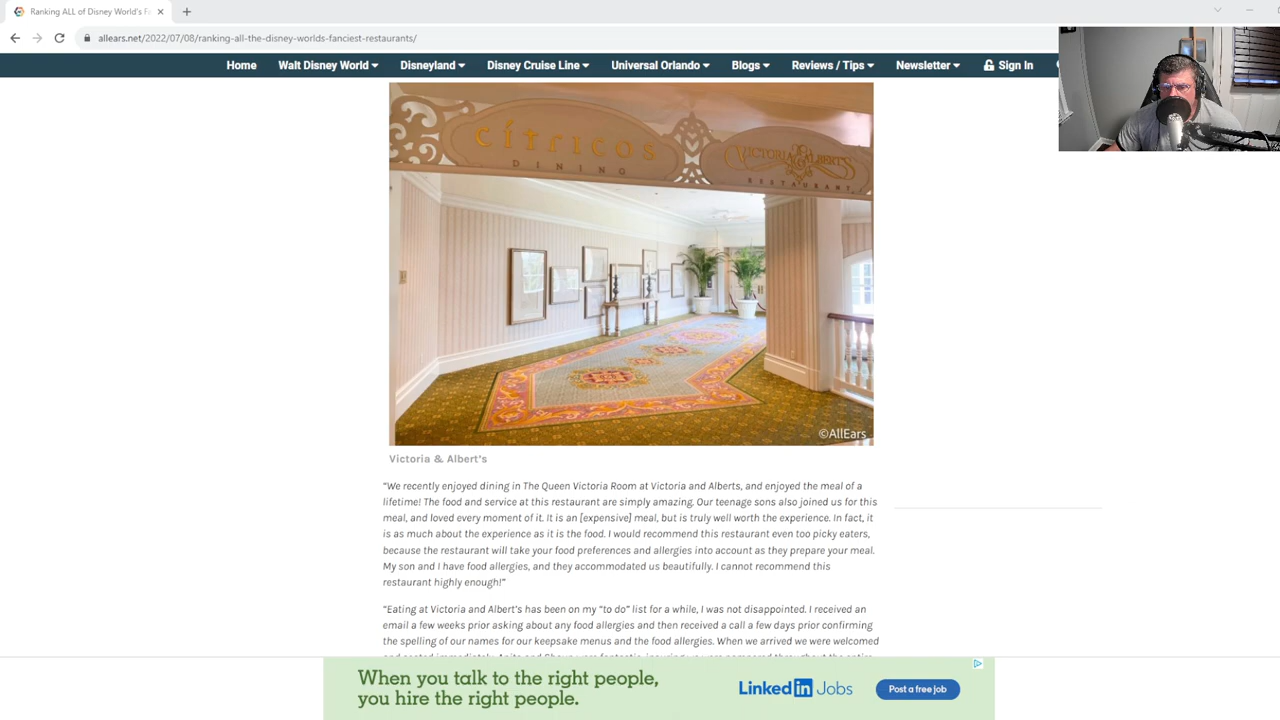 Ranking ALL of Disney World's Fe
allears.net/2022/07/08/ranking-all-the-disney-worlds-fanciest-restaurants/
Home Walt Disney World Disneyland Disney Cruise Line Universal Orlando Blogs Reviews / Tips Newsletter Sign In
cítricos
DINING
VICTORIA & ALBERT'S
RESTAURANT
©AllEars
Victoria & Albert's
“We recently enjoyed dining in The Queen Victoria Room at Victoria and Alberts, and enjoyed the meal of a
lifetime! The food and service at this restaurant are simply amazing. Our teenage sons also joined us for this
meal, and loved every moment of it. It is an [expensive] meal, but is truly well worth the experience. In fact, it
is as much about the experience as it is the food. I would recommend this restaurant even too picky eaters,
because the restaurant will take your food preferences and allergies into account as they prepare your meal.
My son and I have food allergies, and they accommodated us beautifully. I cannot recommend this
restaurant highly enough!”
“Eating at Victoria and Albert’s has been on my “to do” list for a while, I was not disappointed. I received an
email a few weeks prior asking about any food allergies and then received a call a few days prior confirming
the spelling of our names for our keepsake menus and the food allergies. When we arrived we were welcomed
When you talk to the right people,
you hire the right people.
LinkedIn Jobs
Post a free job